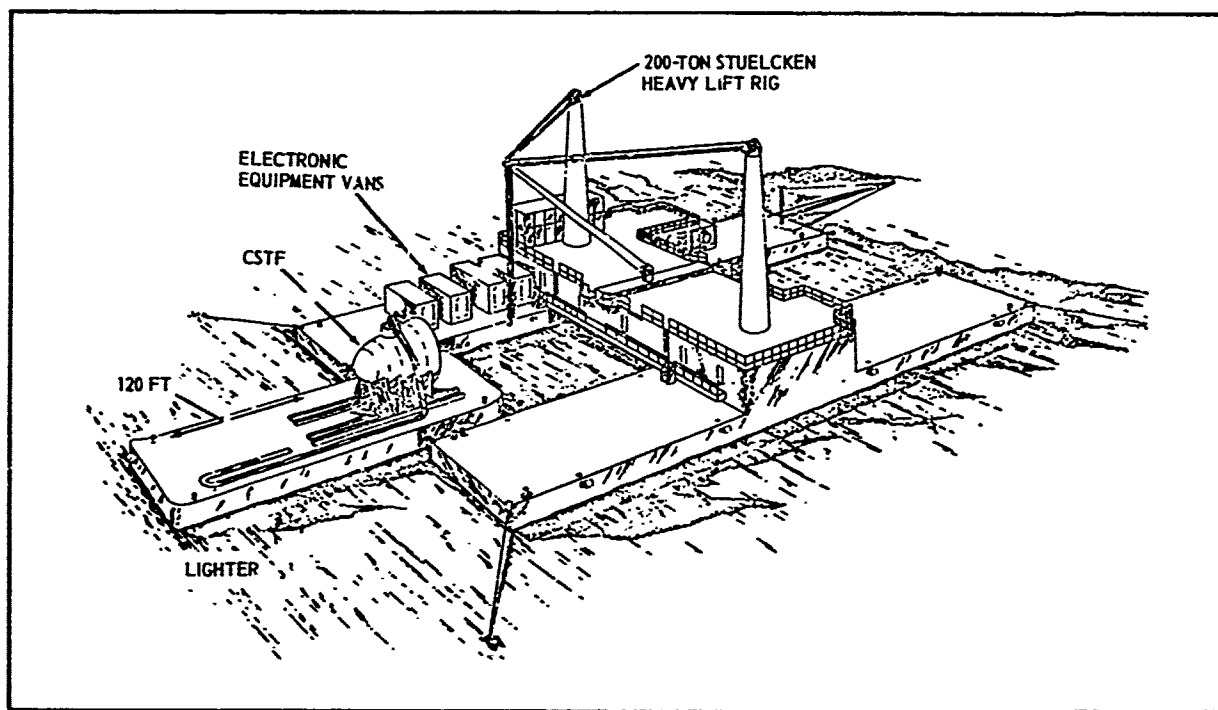 200-TON STUELCKEN
HEAVY LIFT RIG
ELECTRONIC
EQUIPMENT VANS
CSTF
120 FT
LIGHTER